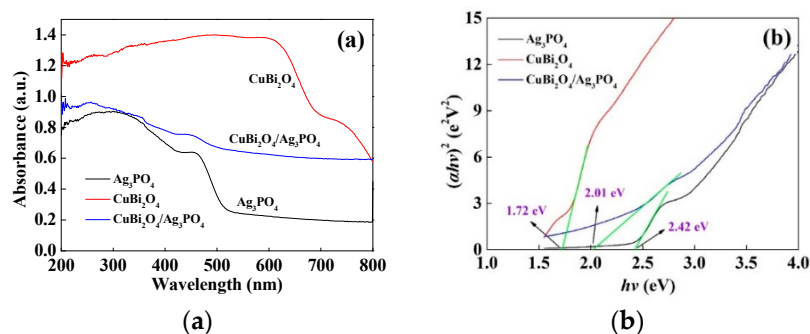 (a)
1.4
1.2
1.0
0.8
0.6
0.4
0.2
0.0
200 300 400 500 600 700 800
Absorbance (a.u.)
Wavelength (nm)
CuBi₂O₄
CuBi₂O₄/Ag₃PO₄
Ag₃PO₄
Ag₃PO₄
CuBi₂O₄
CuBi₂O₄/Ag₃PO₄
(a)
(b)
15
12
9
6
3
0
1.0 1.5 2.0 2.5 3.0 3.5 4.0
(αhν)² (e²V²)
hν (eV)
Ag₃PO₄
CuBi₂O₄
CuBi₂O₄/Ag₃PO₄
1.72 eV
2.01 eV
2.42 eV
(b)